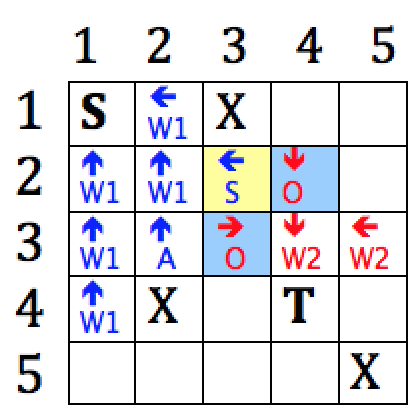 1 2 3 4 5
1 S ← X
W1
2 ↑ ↑ ← ↓
W1 W1 S O
3 ↑ ↑ → ↓ ←
W1 A O W2 W2
4 ↑ X T
W1
5 X